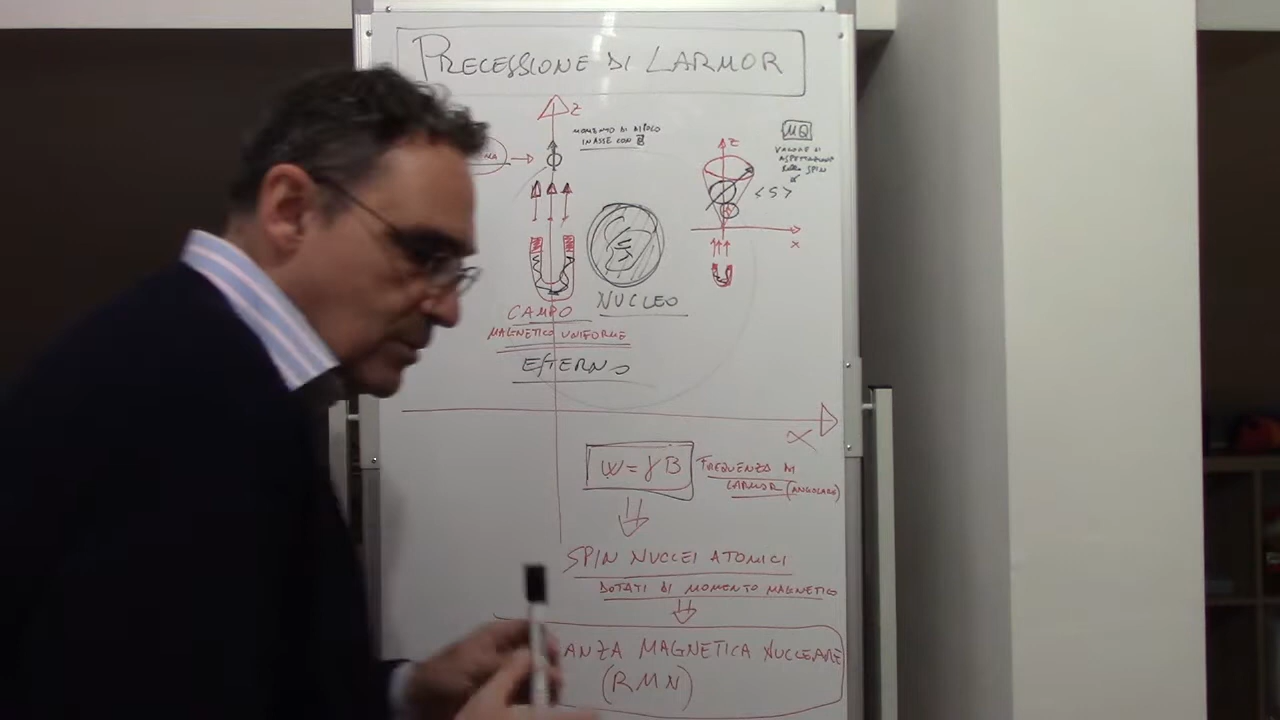 PRECESSIONE DI LARMOR
Z
MOMENTO DI DIPOLO
IN ASSE CON B
MA
MQ
Z
VALORE DI
ASPETTAZIONE
DELLO SPIN
<S>
X
CAMPO
MAGNETICO UNIFORME
ESTERNO
NUCLEO
X
ω = γ B
FREQUENZA DI
LARMOR (ANGOLARE)
SPIN NUCLEI ATOMICI
DOTATI DI MOMENTO MAGNETICO
ANZA MAGNETICA NUCLEARE
(RMN)